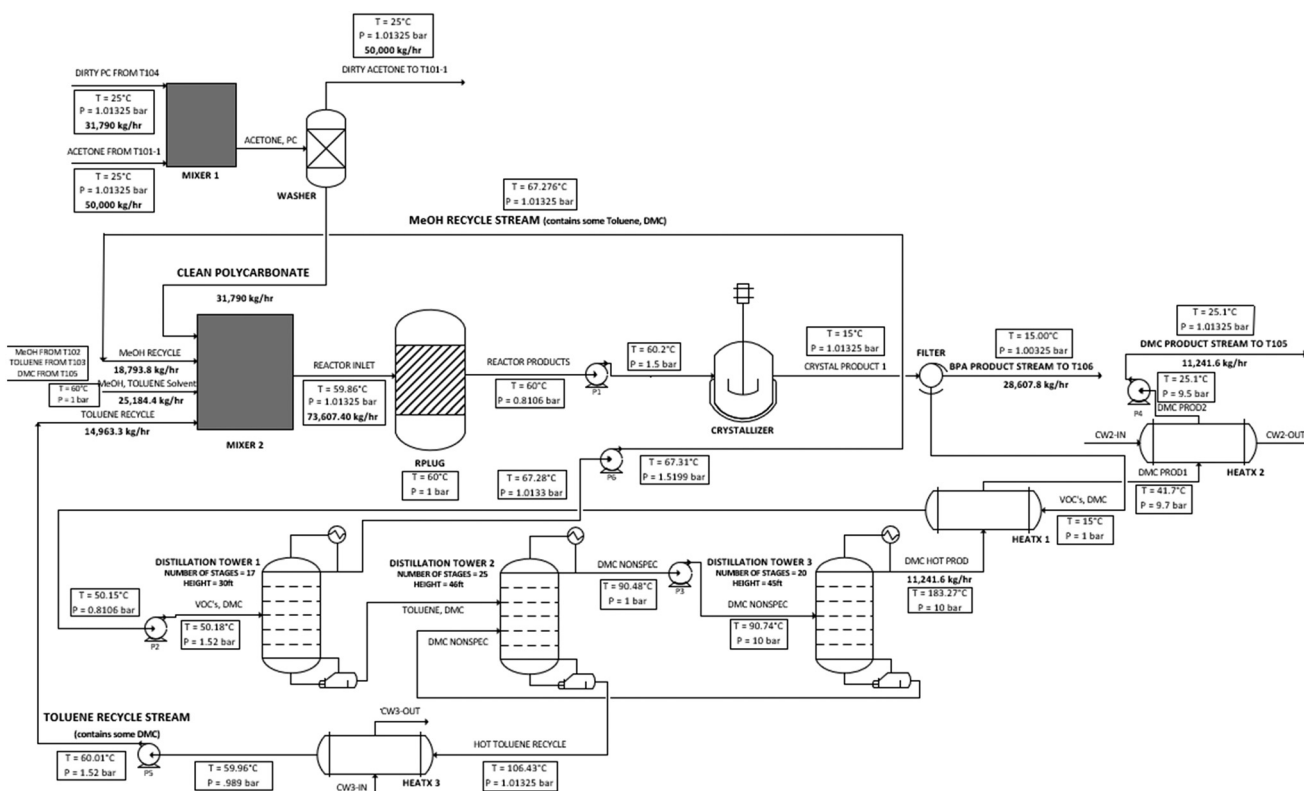 T = 25°C
P = 1.01325 bar
50,000 kg/hr
DIRTY ACETONE TO T101-1
DIRTY PC FROM T104
T = 25°C
P = 1.01325 bar
31,790 kg/hr
ACETONE FROM T101-1
T = 25°C
P = 1.01325 bar
50,000 kg/hr
MIXER 1
ACETONE, PC
WASHER
T = 67.276°C
P = 1.01325 bar
MeOH RECYCLE STREAM (contains some Toluene, DMC)
CLEAN POLYCARBONATE
31,790 kg/hr
MeOH FROM T102
TOLUENE FROM T103
DMC FROM T105
T = 60°C
P = 1 bar
MeOH RECYCLE
18,793.8 kg/hr
MeOH, TOLUENE Solvent
25,184.4 kg/hr
TOLUENE RECYCLE
14,963.3 kg/hr
MIXER 2
REACTOR INLET
T = 59.86°C
P = 1.01325 bar
73,607.40 kg/hr
RPLUG
T = 60°C
P = 1 bar
REACTOR PRODUCTS
T = 60°C
P = 0.8106 bar
P1
T = 60.2°C
P = 1.5 bar
CRYSTALLIZER
T = 15°C
P = 1.01325 bar
CRYSTAL PRODUCT 1
FILTER
T = 15.00°C
P = 1.00325 bar
BPA PRODUCT STREAM TO T106
28,607.8 kg/hr
T = 25.1°C
P = 1.01325 bar
DMC PRODUCT STREAM TO T105
11,241.6 kg/hr
T = 25.1°C
P = 9.5 bar
P4
DMC PROD2
CW2-IN
CW2-OUT
HEATX 2
DMC PROD1
T = 41.7°C
P = 9.7 bar
VOC's, DMC
T = 15°C
P = 1 bar
HEATX 1
T = 67.28°C
P = 1.0133 bar
P6
T = 67.31°C
P = 1.5199 bar
DISTILLATION TOWER 1
NUMBER OF STAGES = 17
HEIGHT = 30ft
DISTILLATION TOWER 2
NUMBER OF STAGES = 25
HEIGHT = 46ft
DISTILLATION TOWER 3
NUMBER OF STAGES = 20
HEIGHT = 45ft
T = 50.15°C
P = 0.8106 bar
P2
VOC's, DMC
T = 50.18°C
P = 1.52 bar
TOLUENE, DMC
DMC NONSPEC
DMC NONSPEC
T = 90.48°C
P = 1 bar
P3
DMC NONSPEC
T = 90.74°C
P = 10 bar
DMC HOT PROD
11,241.6 kg/hr
T = 183.27°C
P = 10 bar
TOLUENE RECYCLE STREAM
(contains some DMC)
T = 60.01°C
P = 1.52 bar
P5
T = 59.96°C
P = .989 bar
CW3-OUT
CW3-IN
HEATX 3
HOT TOLUENE RECYCLE
T = 106.43°C
P = 1.01325 bar